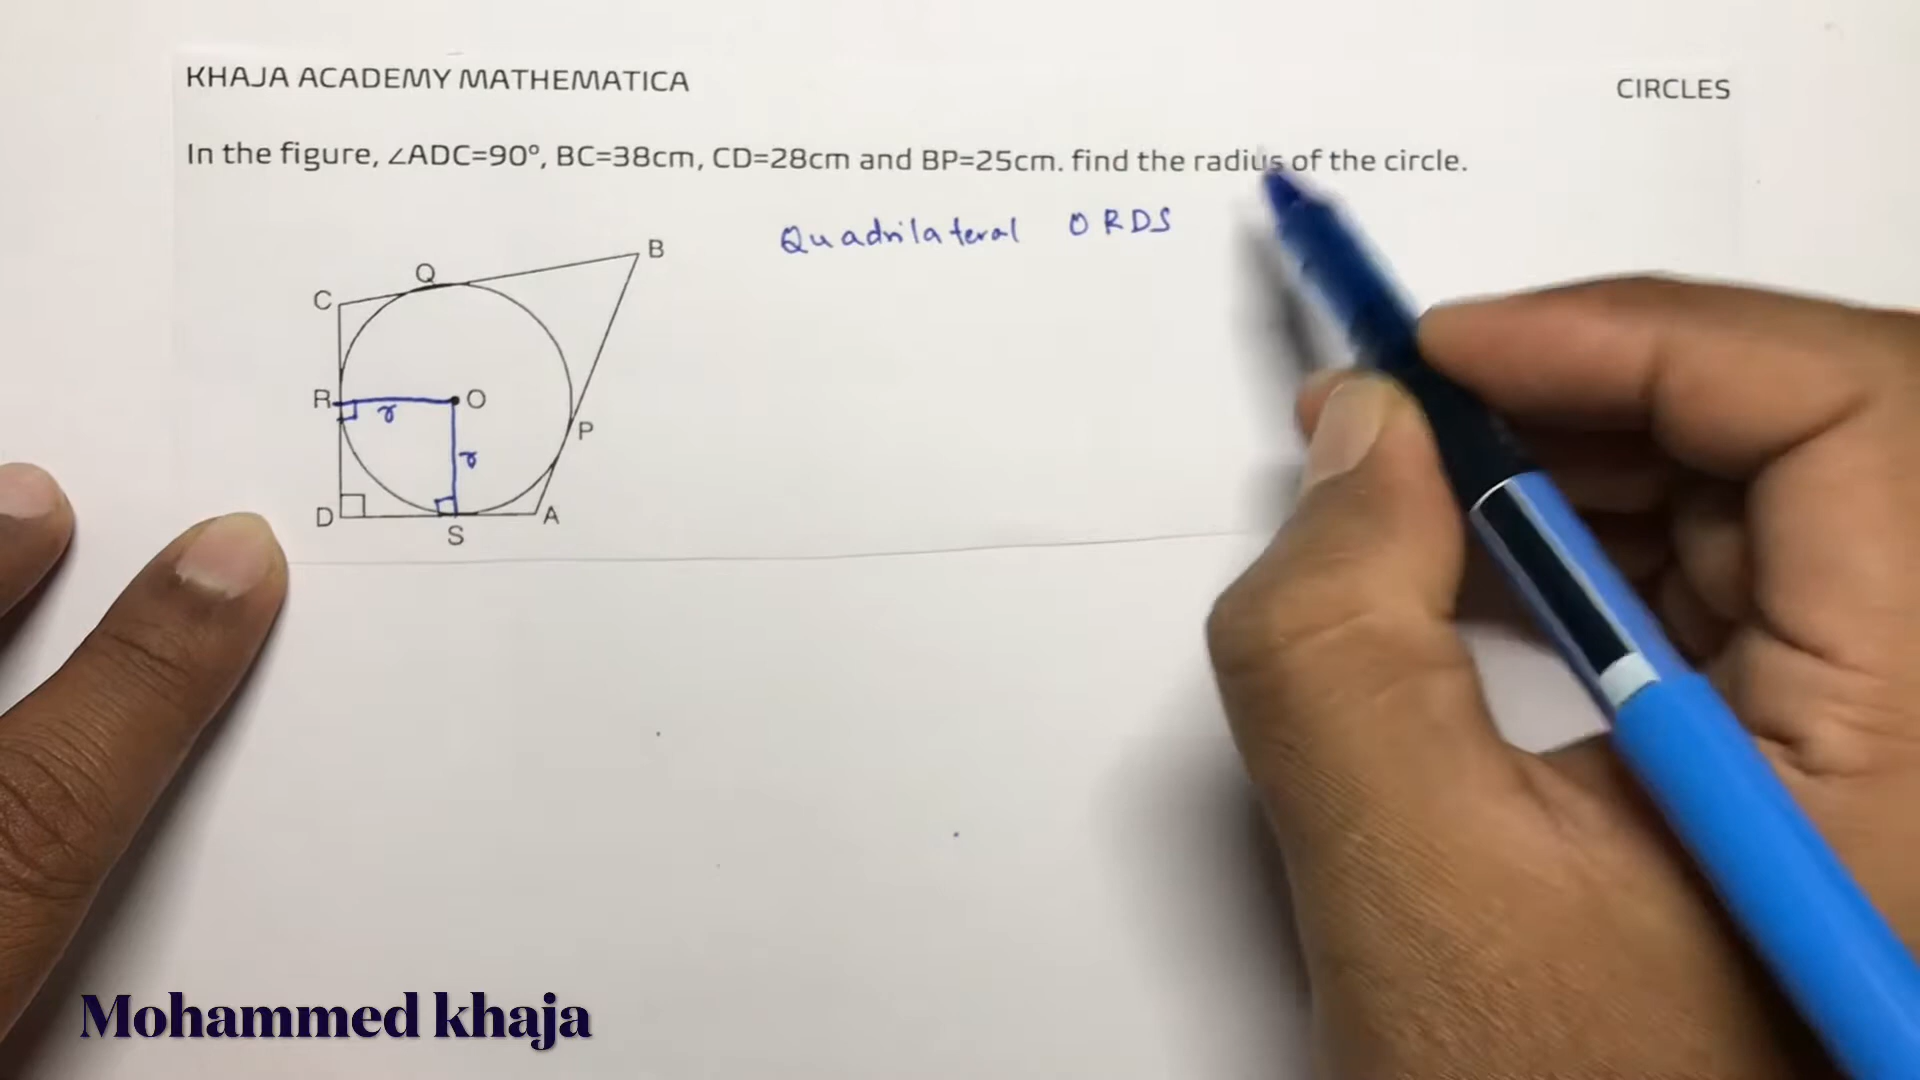 KHAJA ACADEMY MATHEMATICA
CIRCLES
In the figure, ∠ADC=90°, BC=38cm, CD=28cm and BP=25cm. find the radius of the circle.
Quadrilateral ORDS
B
Q
C
R
O
r
P
r
D
A
S
Mohammed khaja